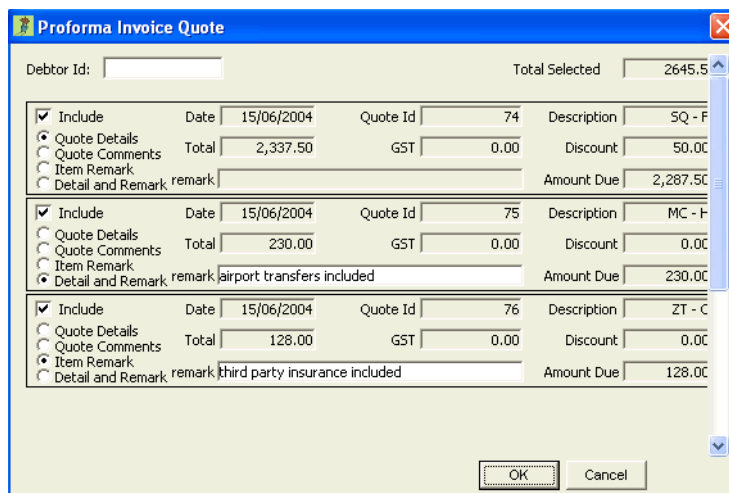 Proforma Invoice Quote
Debtor Id: Total Selected 2645.5
Include Date 15/06/2004 Quote Id 74 Description SQ - F
Quote Details
Quote Comments Total 2,337.50 GST 0.00 Discount 50.00
Item Remark
Detail and Remark remark Amount Due 2,287.50
Include Date 15/06/2004 Quote Id 75 Description MC - H
Quote Details
Quote Comments Total 230.00 GST 0.00 Discount 0.00
Item Remark
Detail and Remark remark airport transfers included Amount Due 230.00
Include Date 15/06/2004 Quote Id 76 Description ZT - C
Quote Details
Quote Comments Total 128.00 GST 0.00 Discount 0.00
Item Remark
Detail and Remark remark third party insurance included Amount Due 128.00
OK Cancel